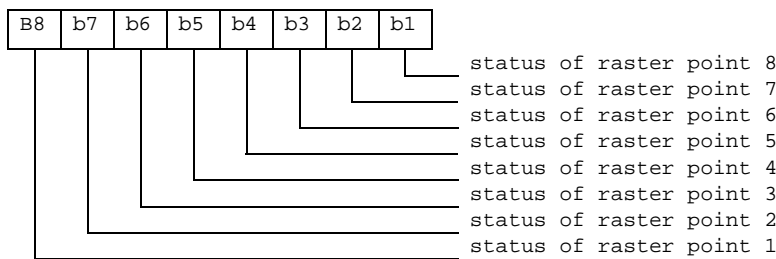 B8 b7 b6 b5 b4 b3 b2 b1
status of raster point 8
status of raster point 7
status of raster point 6
status of raster point 5
status of raster point 4
status of raster point 3
status of raster point 2
status of raster point 1